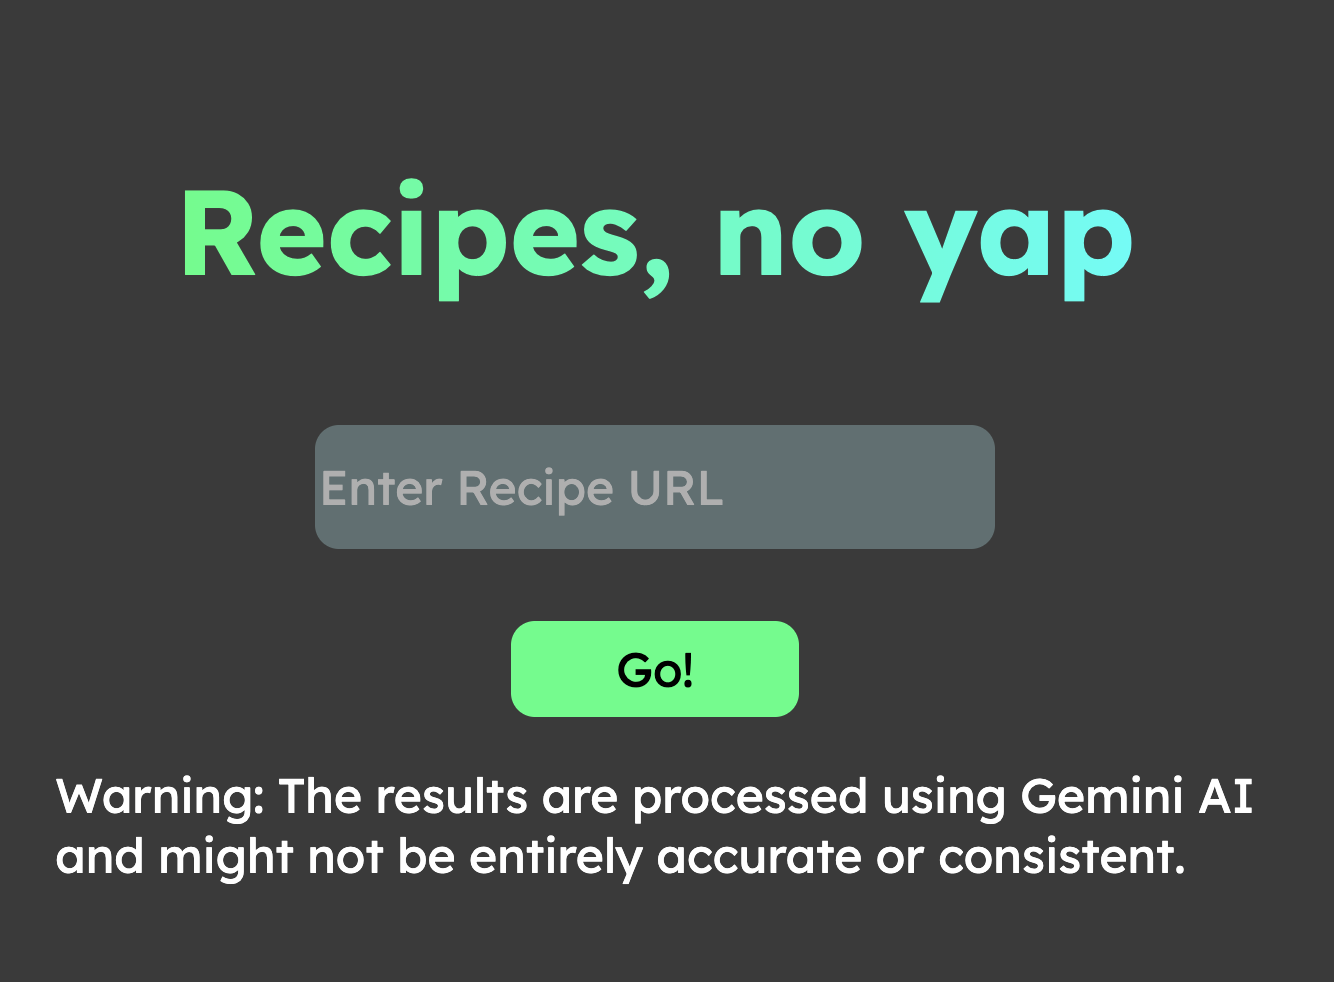 Recipes, no yap
Enter Recipe URL
Go!
Warning: The results are processed using Gemini AI
and might not be entirely accurate or consistent.